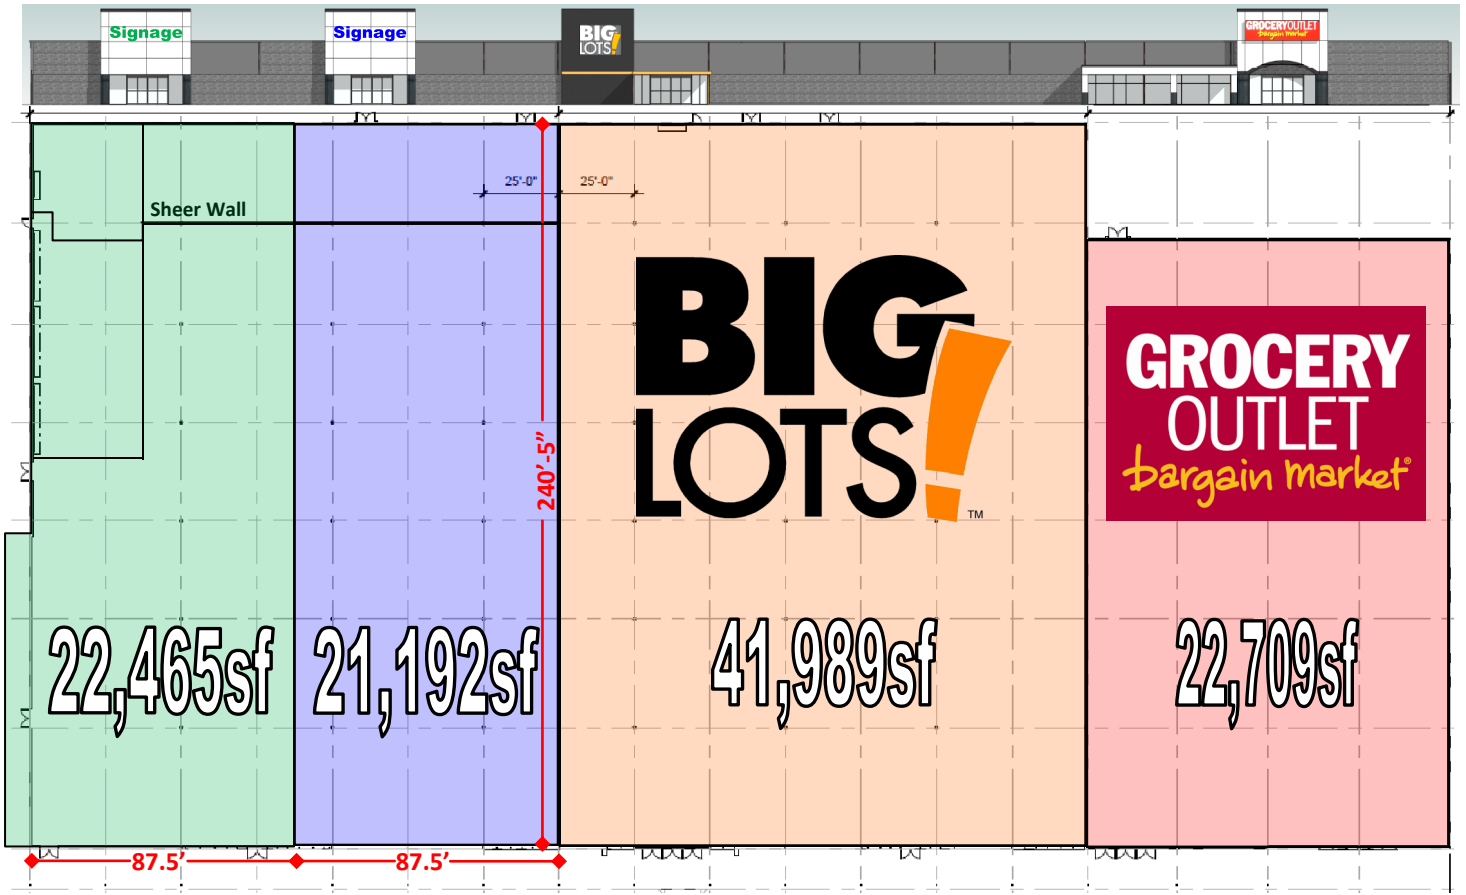 Signage
Signage
BIG
LOTS!
GROCERY OUTLET
bargain market
25'-0"
25'-0"
Sheer Wall
BIG
LOTS!
TM
GROCERY
OUTLET
bargain market®
240'-5”
22,465sf
21,192sf
41,989sf
22,709sf
87.5’
87.5’